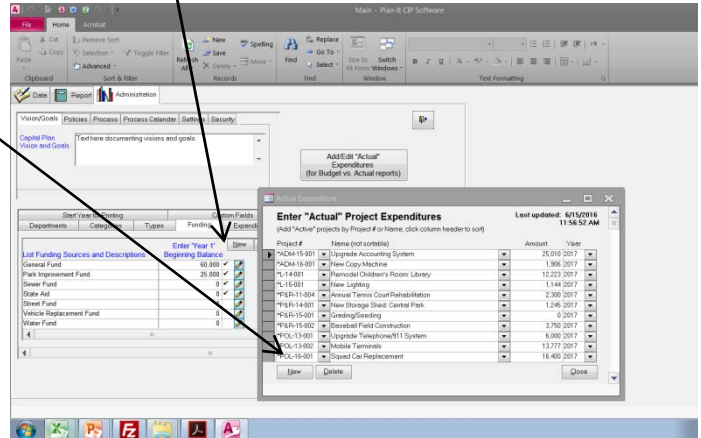 Main - Plan-It CIP Software
File Home Acrobat
Cut
Copy
Paste
Clipboard
Remove Sort
Selection Toggle Filter
Advanced
Sort & Filter
New
Save
Delete
Spelling
More
Refresh All
Records
Find
Replace
Go To
Select
Find
Size to Fit Form
Switch Windows
Window
B I U A
Text Formatting
Data Report Administration
Vision/Goals Policies Process Process Calendar Settings Security
Capital Plan Vision and Goals
Text here documenting visions and goals
Add/Edit "Actual"
Expenditures
(for Budget vs. Actual reports)
Start Year for Printing Custom Fields
Departments Categories Types Funding Expendi
Enter 'Year 1' New
List Funding Sources and Descriptions Beginning Balance
General Fund 60,000
Park Improvement Fund 26,000
Sewer Fund 0
State Aid 0
Street Fund 0
Vehicle Replacement Fund 0
Water Fund 0
Actual Expenditure
Enter "Actual" Project Expenditures Last updated: 6/15/2016
11:56:52 AM
(Add "Active" projects by Project # or Name; click column header to sort)
Project # Name (not sortable) Amount Year
*ADM-15-001 Upgrade Accounting System 25,010 2017
*ADM-16-001 New Copy Machine 1,906 2017
*L-14-001 Remodel Children's Room: Library 12,223 2017
*L-15-001 New Lighting 1,144 2017
*P&R-11-004 Annual Tennis Court Rehabilitation 2,300 2017
*P&R-14-001 New Storage Shed: Central Park 1,245 2017
*P&R-15-001 Grading/Seeding 0 2017
*P&R-15-002 Baseball Field Construction 3,750 2017
*POL-13-001 Upgrade Telephone/911 System 6,000 2017
*POL-13-002 Mobile Terminals 13,777 2017
*POL-16-001 Squad Car Replacement 16,400 2017
New Delete Close